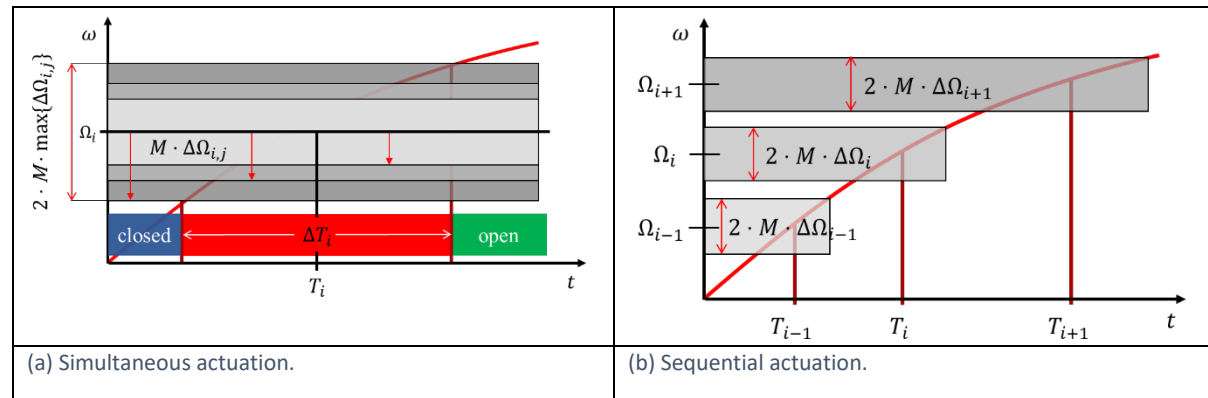 ω
2 · M · max{ΔΩ_{i,j}}
Ω_i
M · ΔΩ_{i,j}
closed
ΔT_i
open
T_i
t
ω
Ω_{i+1}
2 · M · ΔΩ_{i+1}
Ω_i
2 · M · ΔΩ_i
Ω_{i−1}
2 · M · ΔΩ_{i−1}
T_{i−1}
T_i
T_{i+1}
t
(a) Simultaneous actuation.
(b) Sequential actuation.